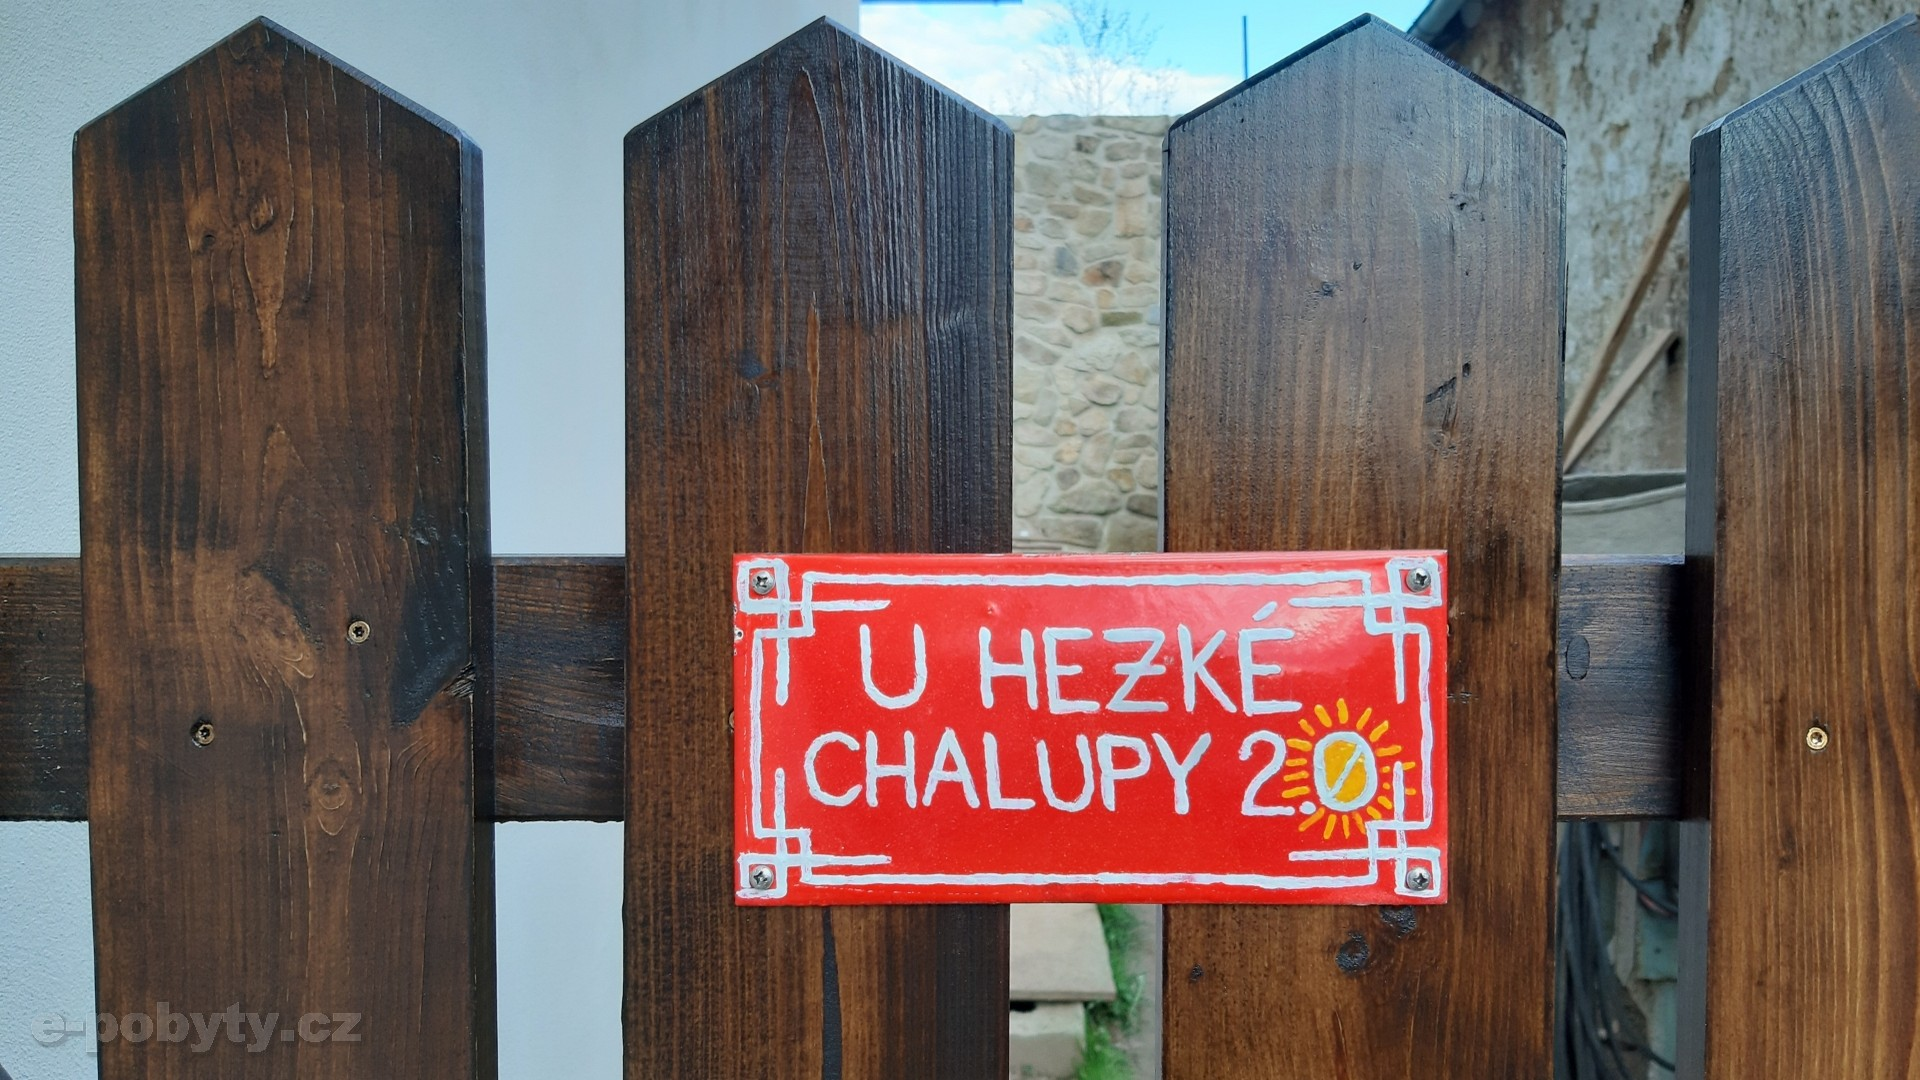 U HEZKÉ
CHALUPY 2.0
e-pobyty.cz